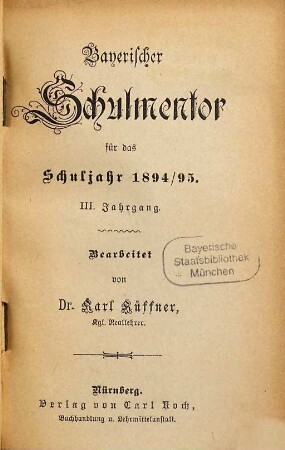 Bayerischer
Schulmentor
für das
Schuljahr 1894/95.
III. Jahrgang.
Bearbeitet
von
Dr. Karl Küffner,
Kgl. Reallehrer.
Bayerische
Staatsbibliothek
München
Nürnberg.
Verlag von Carl Koch,
Buchhandlung u. Lehrmittelanstalt.